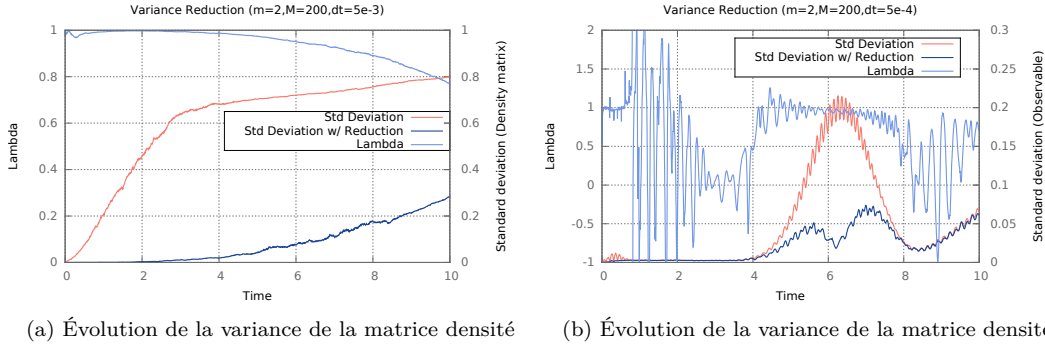 Variance Reduction (m=2,M=200,dt=5e-3)
1
0.8
0.6
0.4
0.2
0
Lambda
0
2
4
6
8
10
Time
1
0.8
0.6
0.4
0.2
0
Standard deviation (Density matrix)
Std Deviation
Std Deviation w/ Reduction
Lambda
(a) Évolution de la variance de la matrice densité
Variance Reduction (m=2,M=200,dt=5e-4)
2
1.5
1
0.5
0
-0.5
-1
Lambda
0
2
4
6
8
10
Time
0.3
0.25
0.2
0.15
0.1
0.05
0
Standard deviation (Observable)
Std Deviation
Std Deviation w/ Reduction
Lambda
(b) Évolution de la variance de la matrice densité